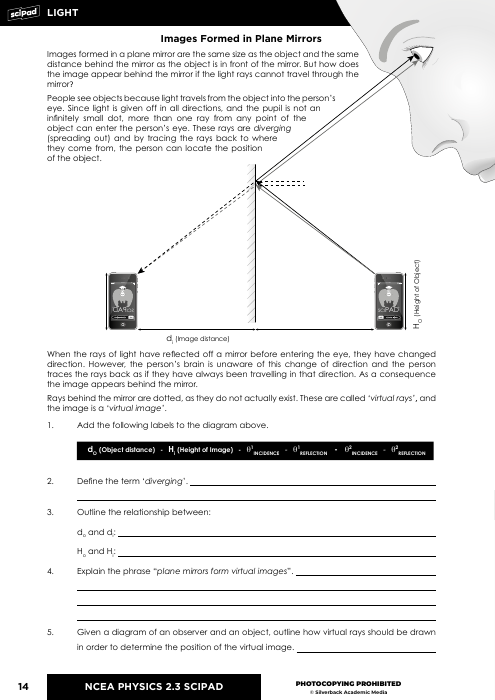 scipad LIGHT
Images Formed in Plane Mirrors
Images formed in a plane mirror are the same size as the object and the same
distance behind the mirror as the object is in front of the mirror. But how does
the image appear behind the mirror if the light rays cannot travel through the
mirror?
People see objects because light travels from the object into the person's
eye. Since light is given off in all directions, and the pupil is not an
infinitely small dot, more than one ray from any point of the
object can enter the person's eye. These rays are diverging
(spreading out) and by tracing the rays back to where
they come from, the person can locate the position
of the object.
Ho (Height of Object)
di (Image distance)
When the rays of light have reflected off a mirror before entering the eye, they have changed
direction. However, the person's brain is unaware of this change of direction and the person
traces the rays back as if they have always been travelling in that direction. As a consequence
the image appears behind the mirror.
Rays behind the mirror are dotted, as they do not actually exist. These are called 'virtual rays', and
the image is a 'virtual image'.
1. Add the following labels to the diagram above.
do (Object distance) - Hi (Height of Image) - θ¹INCIDENCE - θ¹REFLECTION - θ²INCIDENCE - θ²REFLECTION
2. Define the term 'diverging'.
3. Outline the relationship between:
do and di:
Ho and Hi:
4. Explain the phrase "plane mirrors form virtual images".
5. Given a diagram of an observer and an object, outline how virtual rays should be drawn
in order to determine the position of the virtual image.
14 NCEA PHYSICS 2.3 SCIPAD PHOTOCOPYING PROHIBITED
© Silverback Academic Media